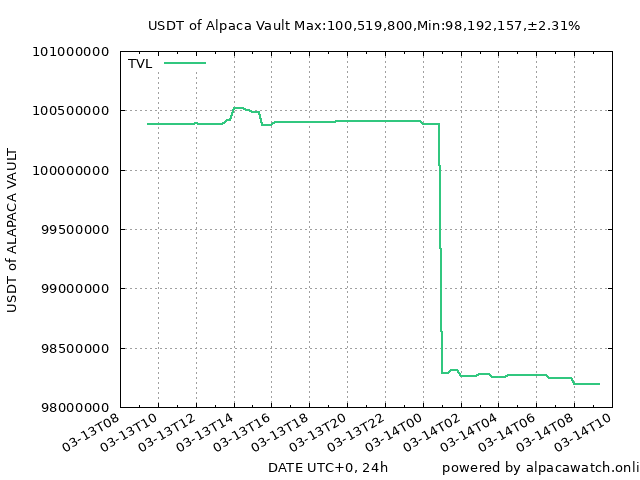 USDT of Alpaca Vault Max:100,519,800,Min:98,192,157,±2.31%
TVL
101000000
100500000
100000000
99500000
99000000
98500000
98000000
USDT of ALAPACA VAULT
03-13T08
03-13T10
03-13T12
03-13T14
03-13T16
03-13T18
03-13T20
03-13T22
03-14T00
03-14T02
03-14T04
03-14T06
03-14T08
03-14T10
DATE UTC+0, 24h
powered by alpacawatch.onli